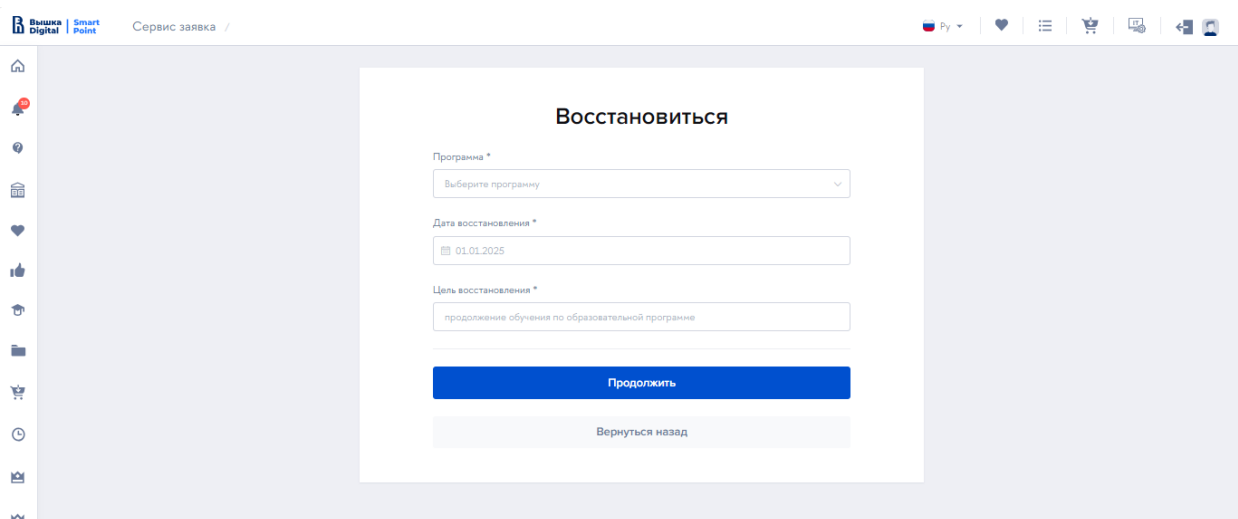 Вышка Digital | Smart Point
Сервис заявка /
Ру
10
Восстановиться
Программа *
Выберите программу
Дата восстановления *
01.01.2025
Цель восстановления *
продолжение обучения по образовательной программе
Продолжить
Вернуться назад